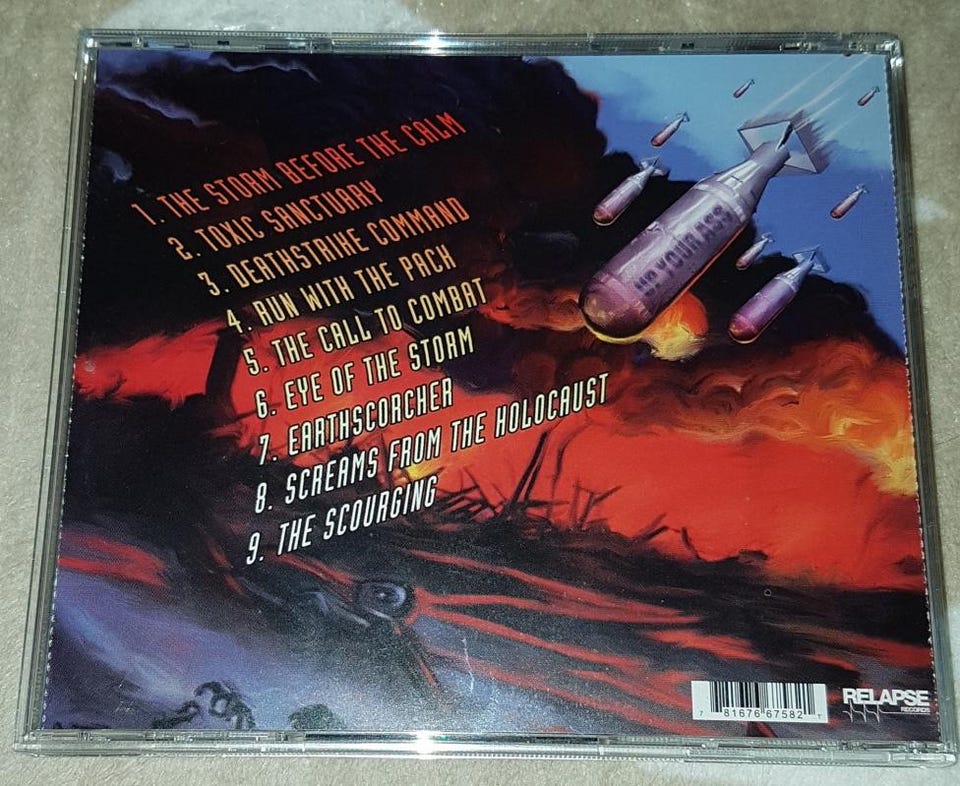 1. THE STORM BEFORE THE CALM
2. TOXIC SANCTUARY
3. DEATHSTRIKE COMMAND
4. RUN WITH THE PACK
5. THE CALL TO COMBAT
6. EYE OF THE STORM
7. EARTHSCORCHER
8. SCREAMS FROM THE HOLOCAUST
9. THE SCOURGING
UP YOUR ASS
7 81676 67582
RELAPSE
RECORDS